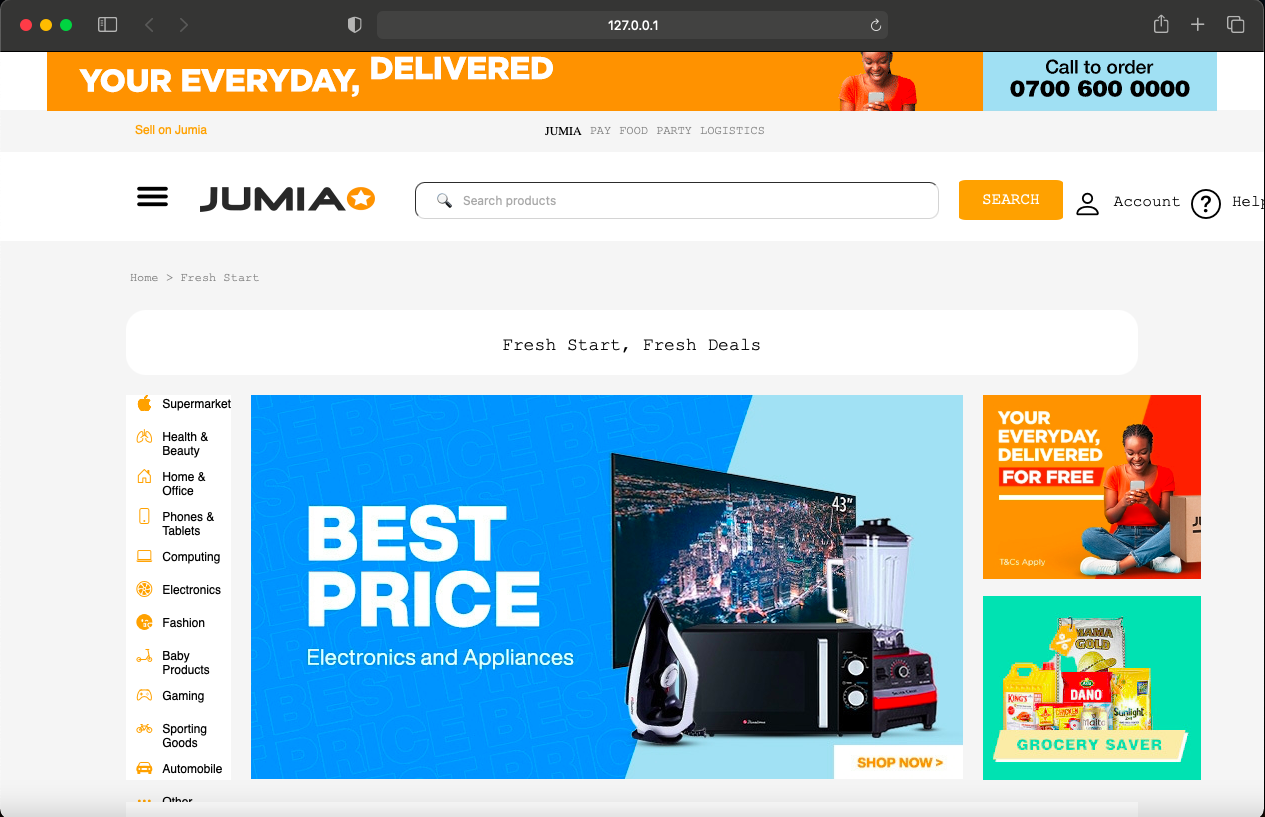 127.0.0.1
YOUR EVERYDAY, DELIVERED
Call to order
0700 600 0000
Sell on Jumia
JUMIA PAY FOOD PARTY LOGISTICS
JUMIA
Search products
SEARCH
Account
? Help
Home > Fresh Start
Fresh Start, Fresh Deals
Supermarket
Health &
Beauty
Home &
Office
Phones &
Tablets
Computing
Electronics
Fashion
Baby
Products
Gaming
Sporting
Goods
Automobile
Other
BEST
PRICE
Electronics and Appliances
43"
SHOP NOW >
YOUR
EVERYDAY,
DELIVERED
FOR FREE
T&Cs Apply
MAMA
GOLD
%
KING'S
DANO
CHICKEN
Malta
Sunlight
GROCERY SAVER